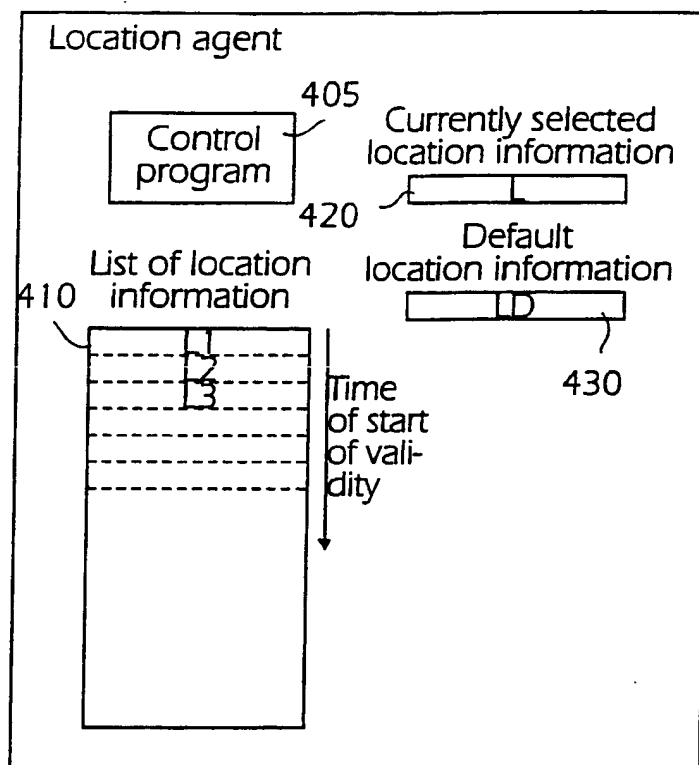 Location agent
405
Control
program
Currently selected
location information
420
L
Default
location information
LD
430
List of location
information
410
L1
L2
L3
Time
of start
of vali-
dity